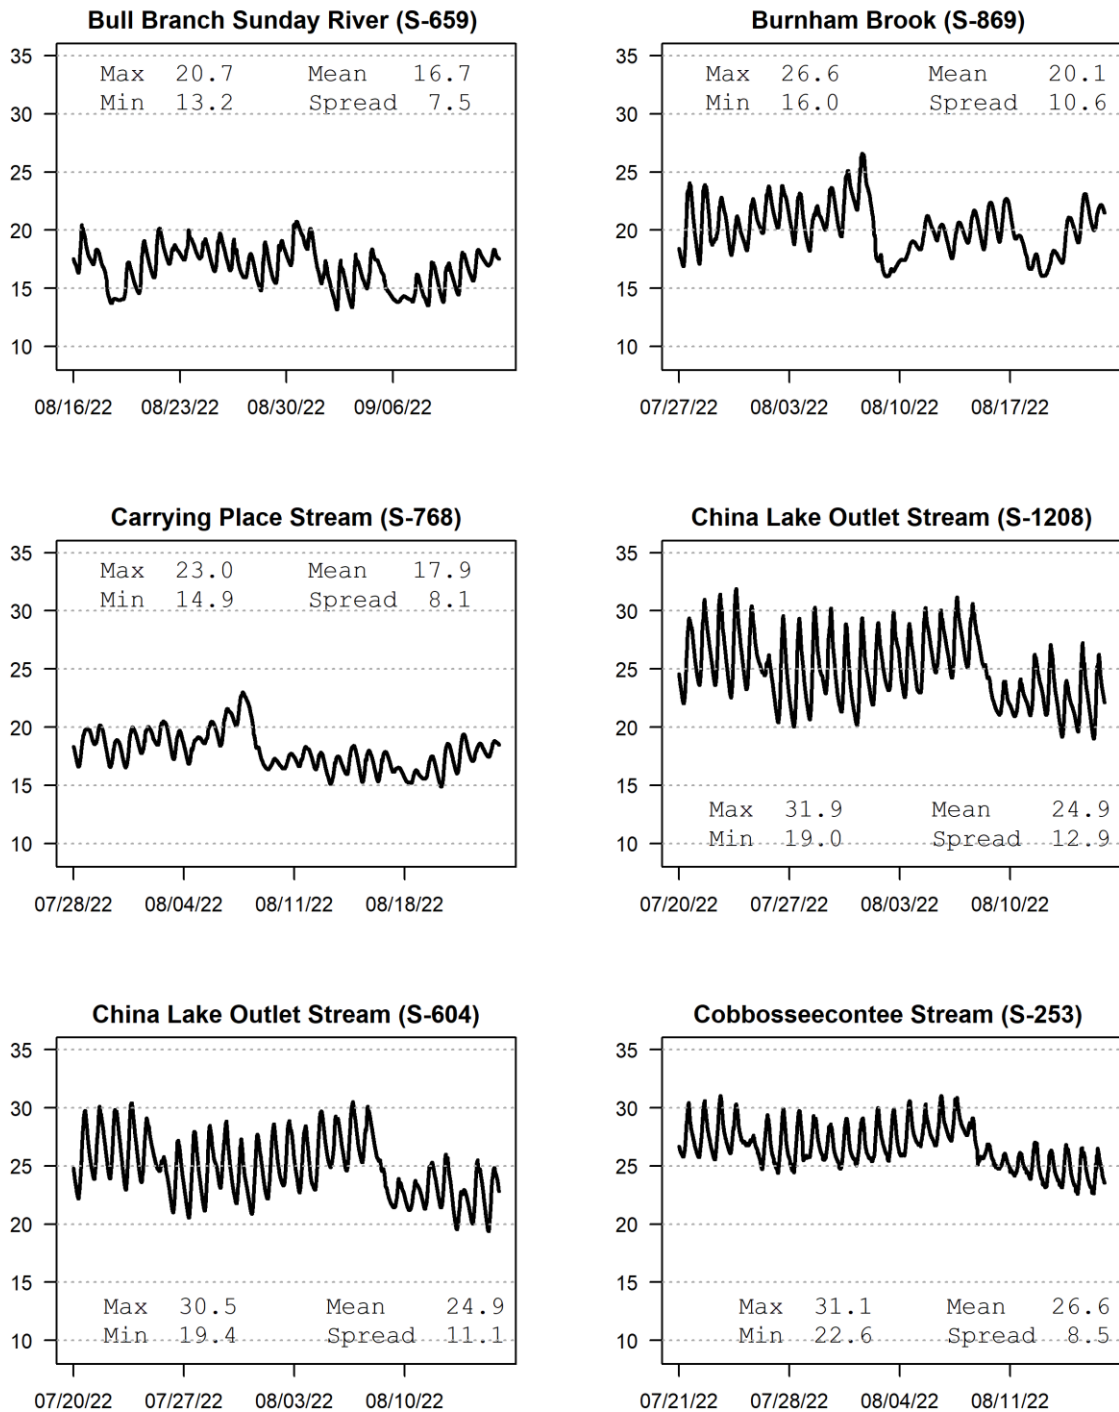 Bull Branch Sunday River (S-659)
35
30
25
20
15
10
Max 20.7 Mean 16.7
Min 13.2 Spread 7.5
08/16/22 08/23/22 08/30/22 09/06/22
Burnham Brook (S-869)
35
30
25
20
15
10
Max 26.6 Mean 20.1
Min 16.0 Spread 10.6
07/27/22 08/03/22 08/10/22 08/17/22
Carrying Place Stream (S-768)
35
30
25
20
15
10
Max 23.0 Mean 17.9
Min 14.9 Spread 8.1
07/28/22 08/04/22 08/11/22 08/18/22
China Lake Outlet Stream (S-1208)
35
30
25
20
15
10
Max 31.9 Mean 24.9
Min 19.0 Spread 12.9
07/20/22 07/27/22 08/03/22 08/10/22
China Lake Outlet Stream (S-604)
35
30
25
20
15
10
Max 30.5 Mean 24.9
Min 19.4 Spread 11.1
07/20/22 07/27/22 08/03/22 08/10/22
Cobbosseecontee Stream (S-253)
35
30
25
20
15
10
Max 31.1 Mean 26.6
Min 22.6 Spread 8.5
07/21/22 07/28/22 08/04/22 08/11/22